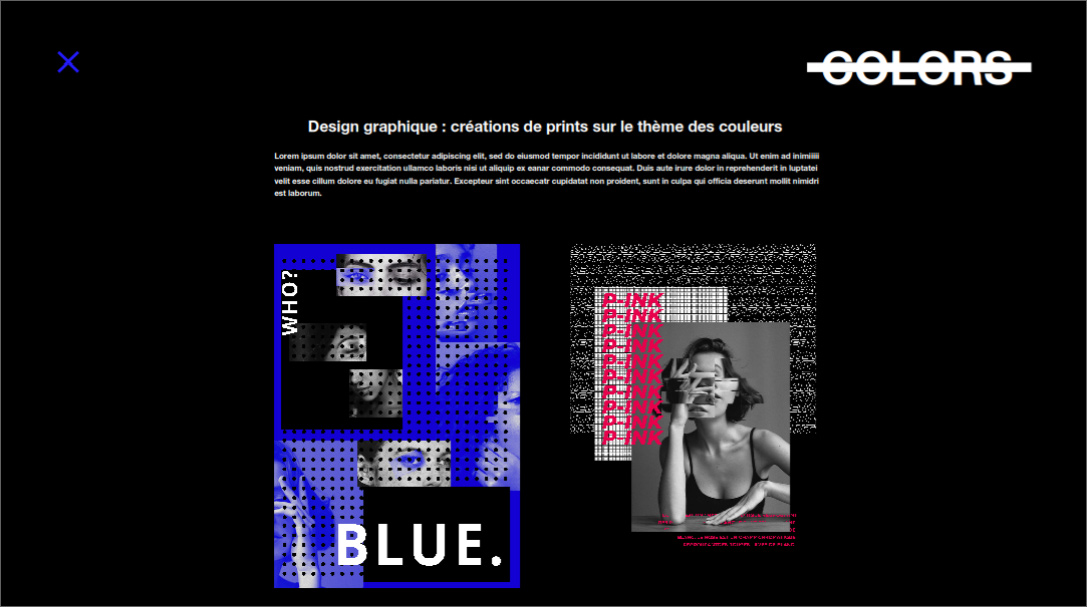 COLORS
Design graphique : créations de prints sur le thème des couleurs
Lorem ipsum dolor sit amet, consectetur adipiscing elit, sed do eiusmod tempor incididunt ut labore et dolore magna aliqua. Ut enim ad inimiiiii
veniam, quis nostrud exercitation ullamco laboris nisi ut aliquip ex eanar commodo consequat. Duis aute irure dolor in reprehenderit in luptatei
velit esse cillum dolore eu fugiat nulla pariatur. Excepteur sint occaecatr cupidatat non proident, sunt in culpa qui officia deserunt mollit nimidri
est laborum.
WHO?
BLUE.
P-INK
P-INK
P-INK
P-INK
P-INK
P-INK
P-INK
P-INK
P-INK
P-INK